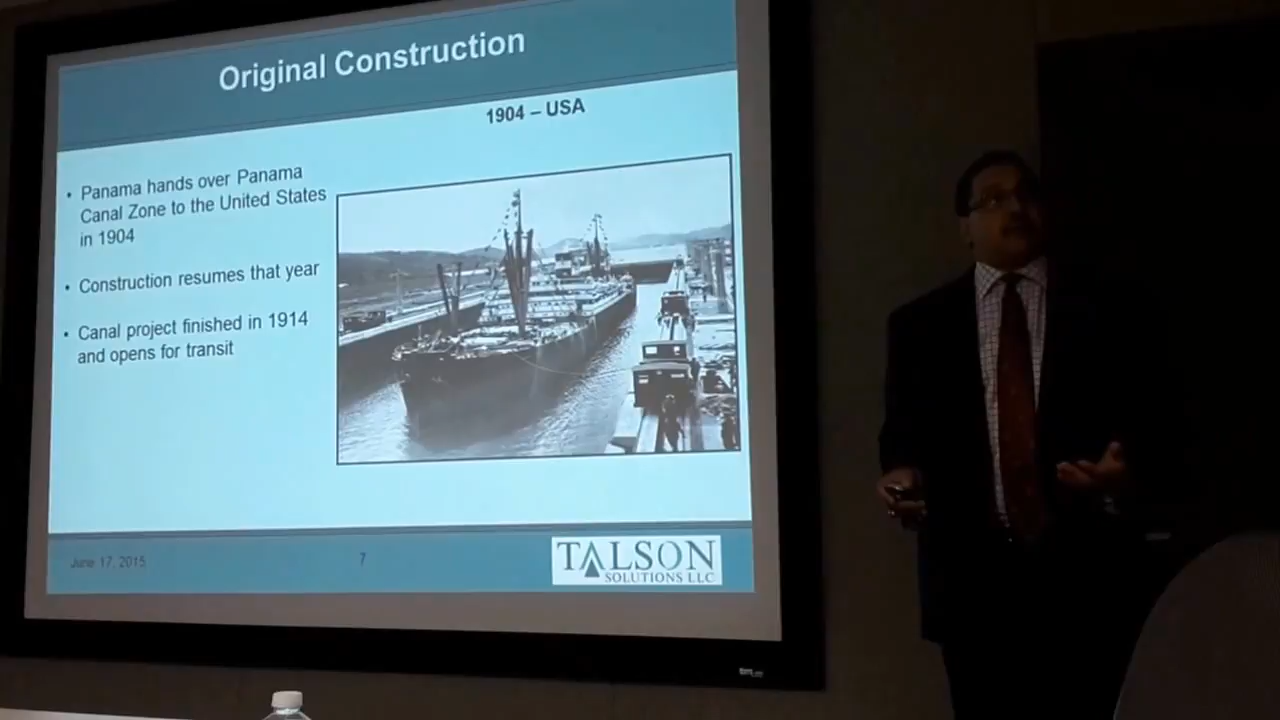 Original Construction
1904 – USA
• Panama hands over Panama
Canal Zone to the United States
in 1904
• Construction resumes that year
• Canal project finished in 1914
and opens for transit
June 17, 2015
7
TALSON
SOLUTIONS LLC